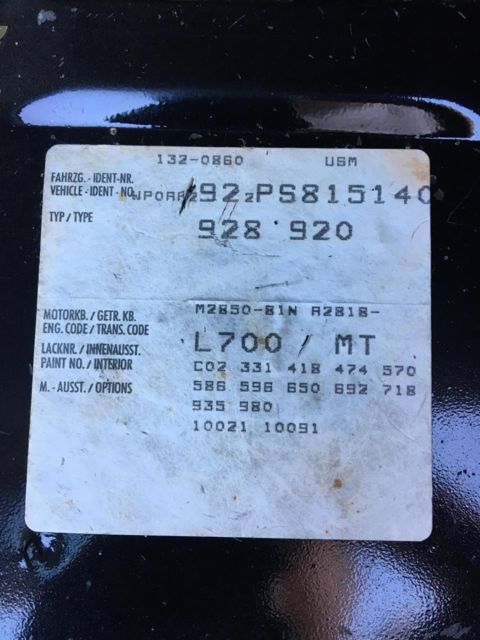 132-0860 USM
FAHRZG.-IDENT-NR.
VEHICLE-IDENT-NO. WP0AA2922PS815140
TYP/TYPE 928 920
MOTORKB./GETR.KB. M2850-81N A2818-
ENG.CODE/TRANS.CODE
LACKNR./INNENAUSST. L700/ MT
PAINT NO./INTERIOR C02 331 418 474 570
M.-AUSST./OPTIONS 586 596 650 692 718
935 980
10021 10091